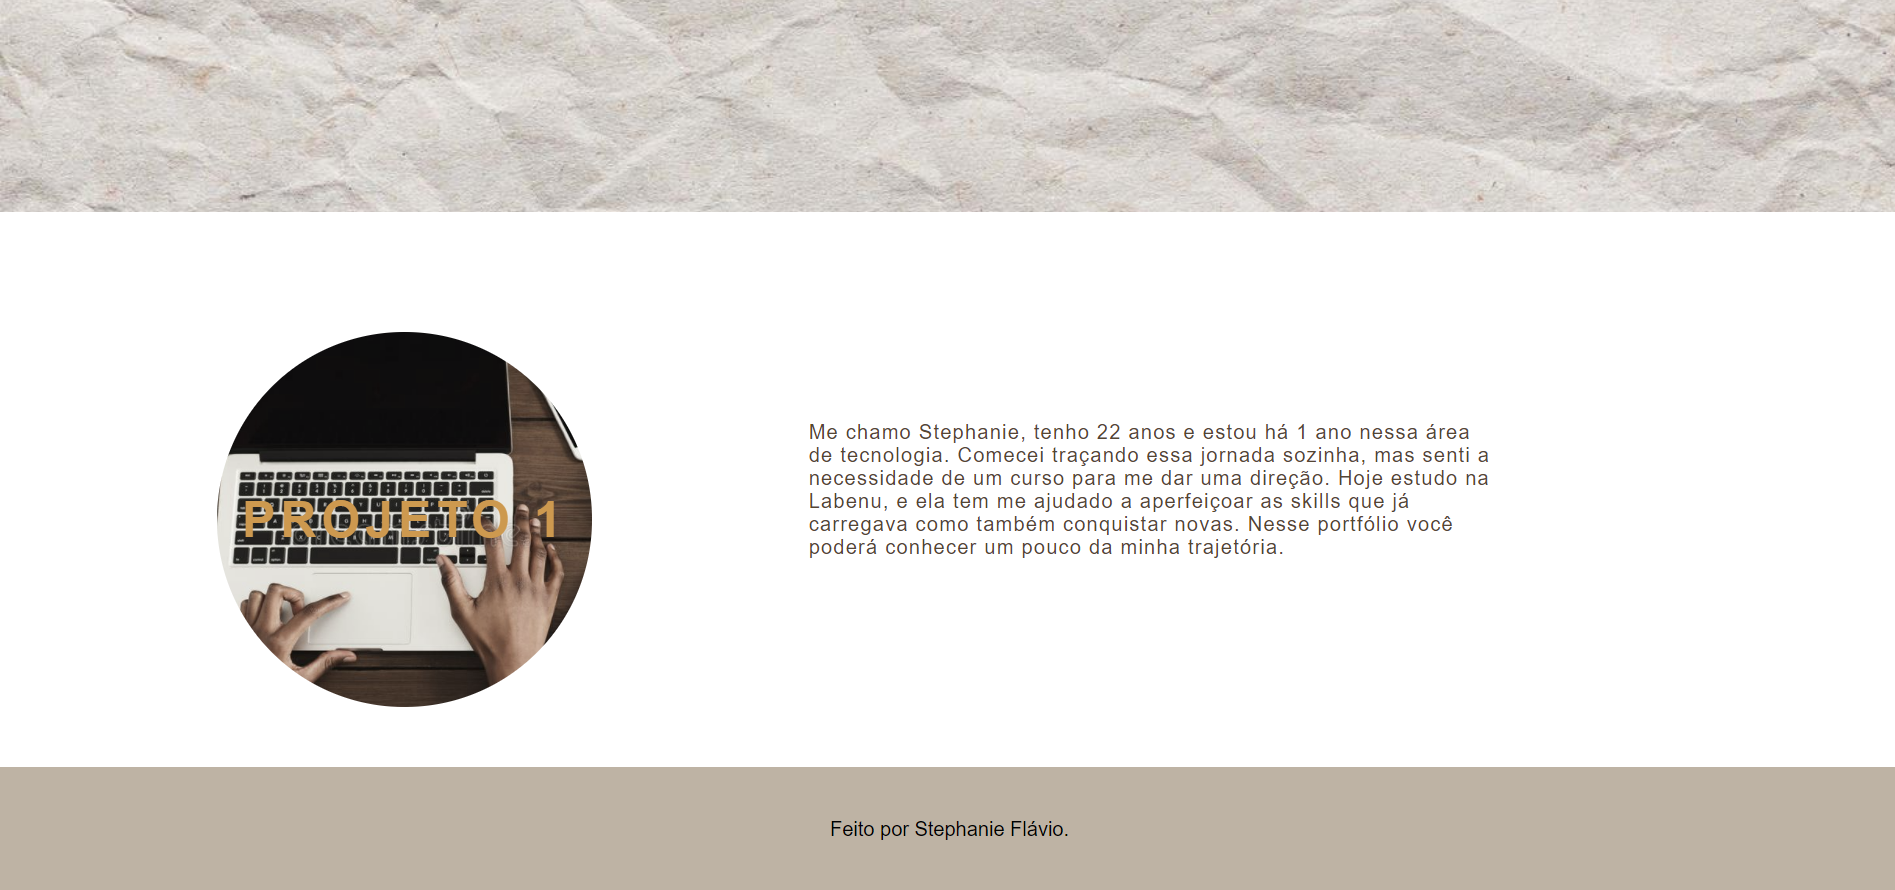 PROJETO 1
Me chamo Stephanie, tenho 22 anos e estou há 1 ano nessa área
de tecnologia. Comecei traçando essa jornada sozinha, mas senti a
necessidade de um curso para me dar uma direção. Hoje estudo na
Labenu, e ela tem me ajudado a aperfeiçoar as skills que já
carregava como também conquistar novas. Nesse portfólio você
poderá conhecer um pouco da minha trajetória.
Feito por Stephanie Flávio.